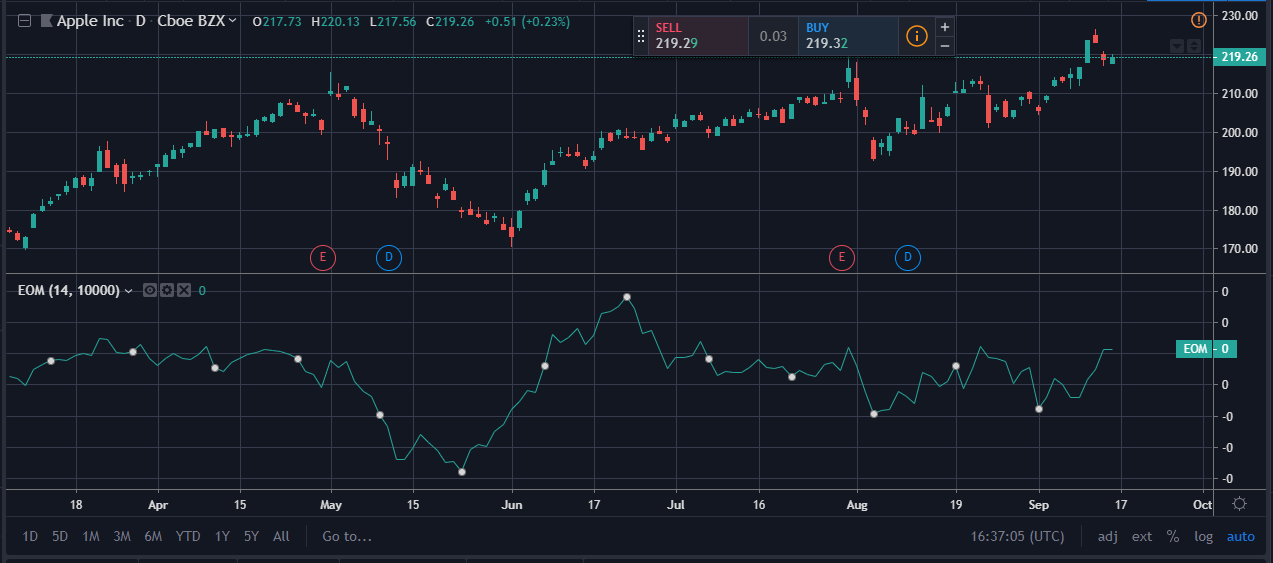 Apple Inc · D · Cboe BZX O217.73 H220.13 L217.56 C219.26 +0.51 (+0.23%)
SELL
219.29
0.03
BUY
219.32
230.00
219.26
210.00
200.00
190.00
180.00
170.00
E D E D
EOM (14, 10000) 0
0
0
EOM 0
0
-0
-0
-0
18 Apr 15 May 15 Jun 17 Jul 16 Aug 19 Sep 17 Oct
1D 5D 1M 3M 6M YTD 1Y 5Y All Go to... 16:37:05 (UTC) adj ext % log auto